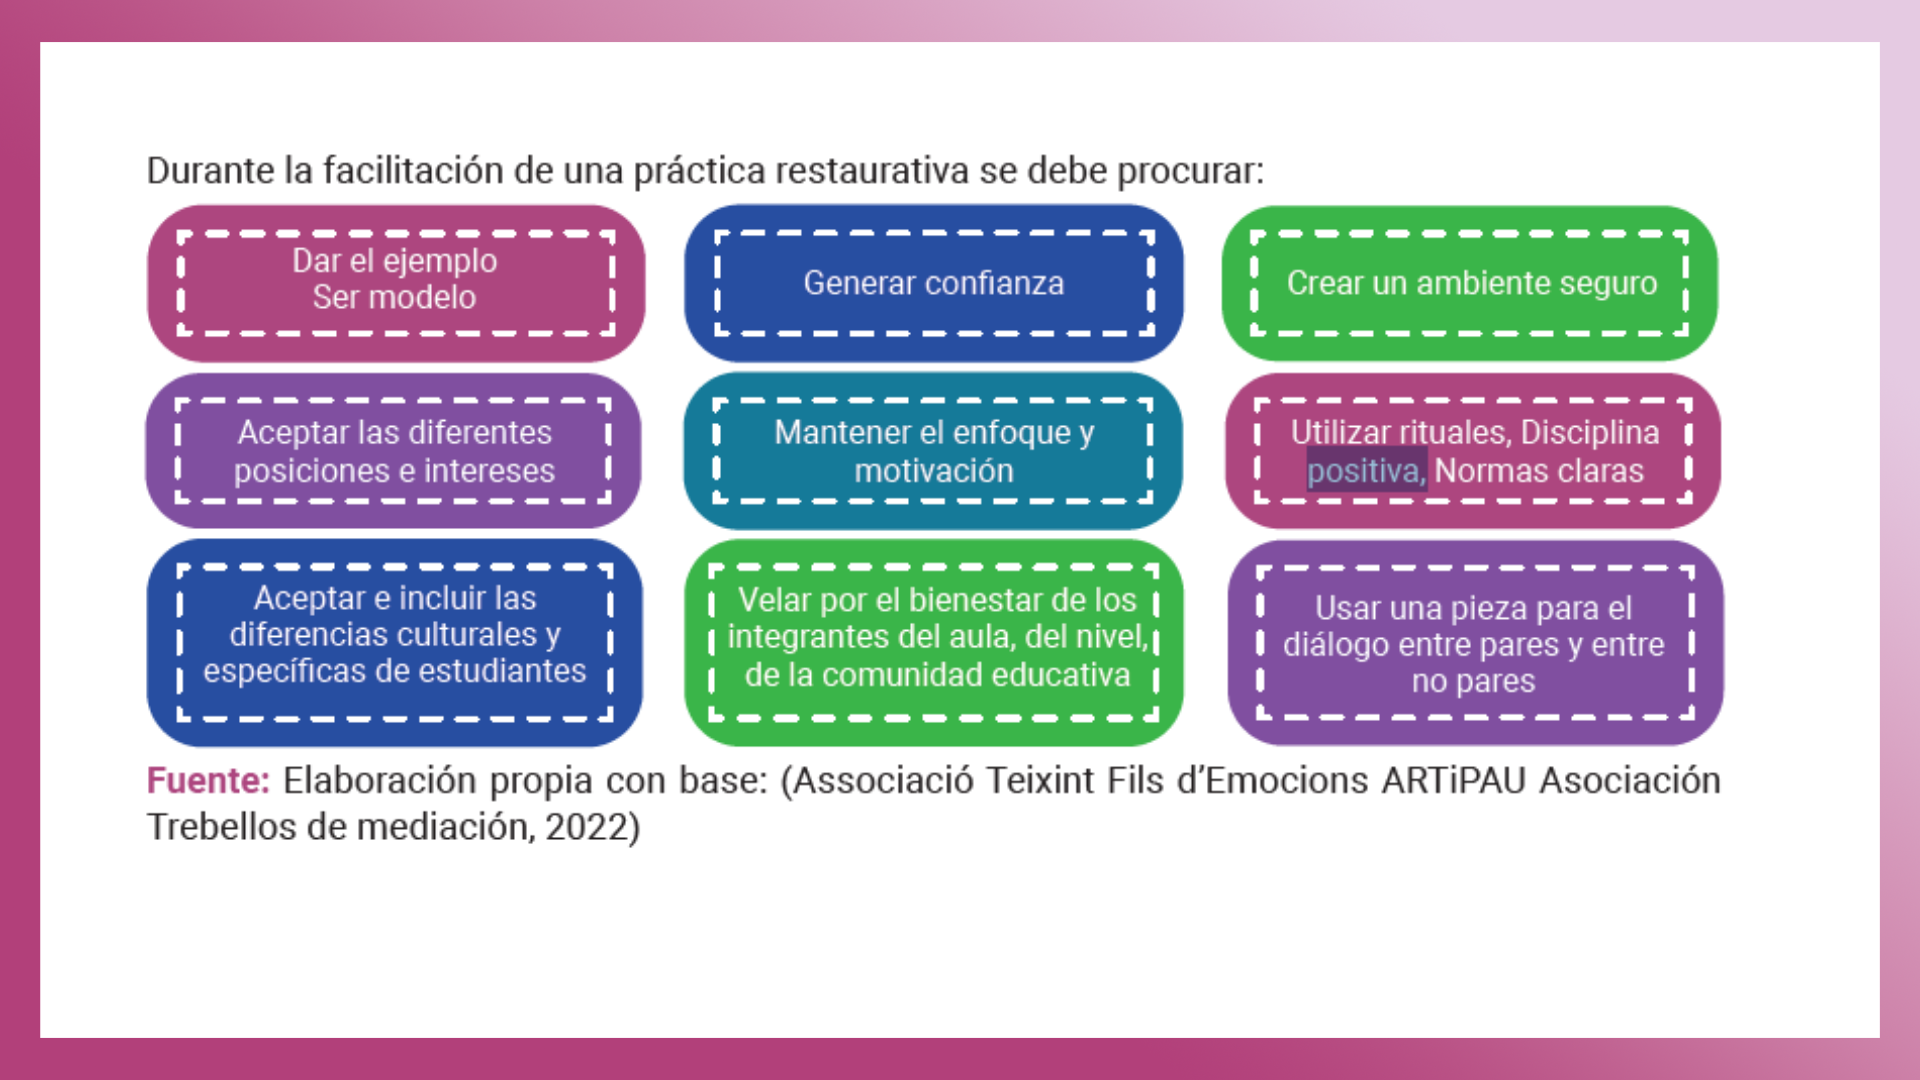 Durante la facilitación de una práctica restaurativa se debe procurar:
Dar el ejemplo
Ser modelo
Generar confianza
Crear un ambiente seguro
Aceptar las diferentes
posiciones e intereses
Mantener el enfoque y
motivación
Utilizar rituales, Disciplina
positiva, Normas claras
Aceptar e incluir las
diferencias culturales y
específicas de estudiantes
Velar por el bienestar de los
integrantes del aula, del nivel,
de la comunidad educativa
Usar una pieza para el
diálogo entre pares y entre
no pares
Fuente: Elaboración propia con base: (Associació Teixint Fils d’Emocions ARTiPAU Asociación
Trebellos de mediación, 2022)